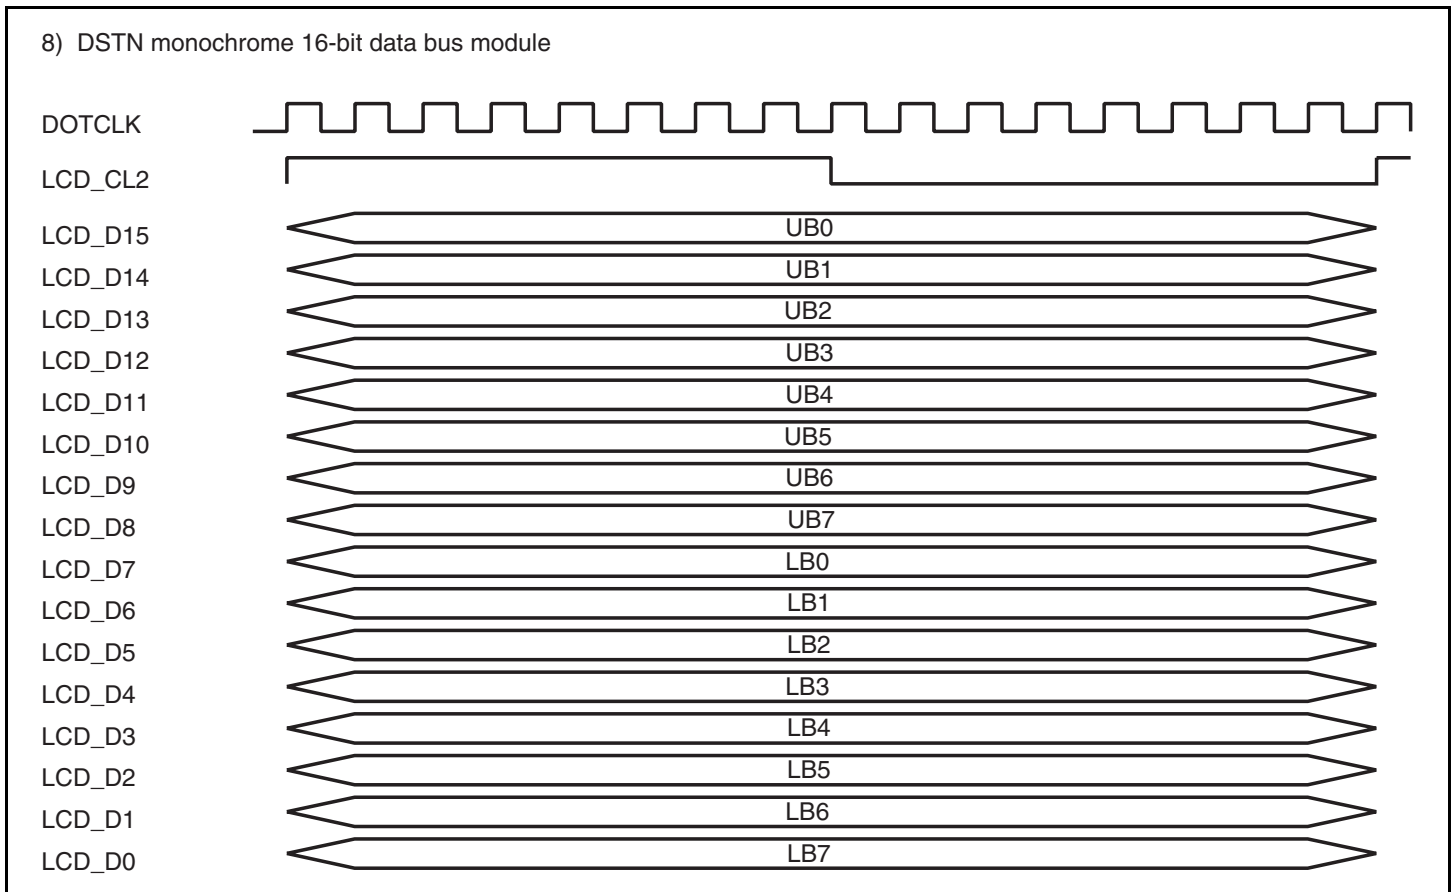 8) DSTN monochrome 16-bit data bus module
DOTCLK
LCD_CL2
LCD_D15 UB0
LCD_D14 UB1
LCD_D13 UB2
LCD_D12 UB3
LCD_D11 UB4
LCD_D10 UB5
LCD_D9 UB6
LCD_D8 UB7
LCD_D7 LB0
LCD_D6 LB1
LCD_D5 LB2
LCD_D4 LB3
LCD_D3 LB4
LCD_D2 LB5
LCD_D1 LB6
LCD_D0 LB7